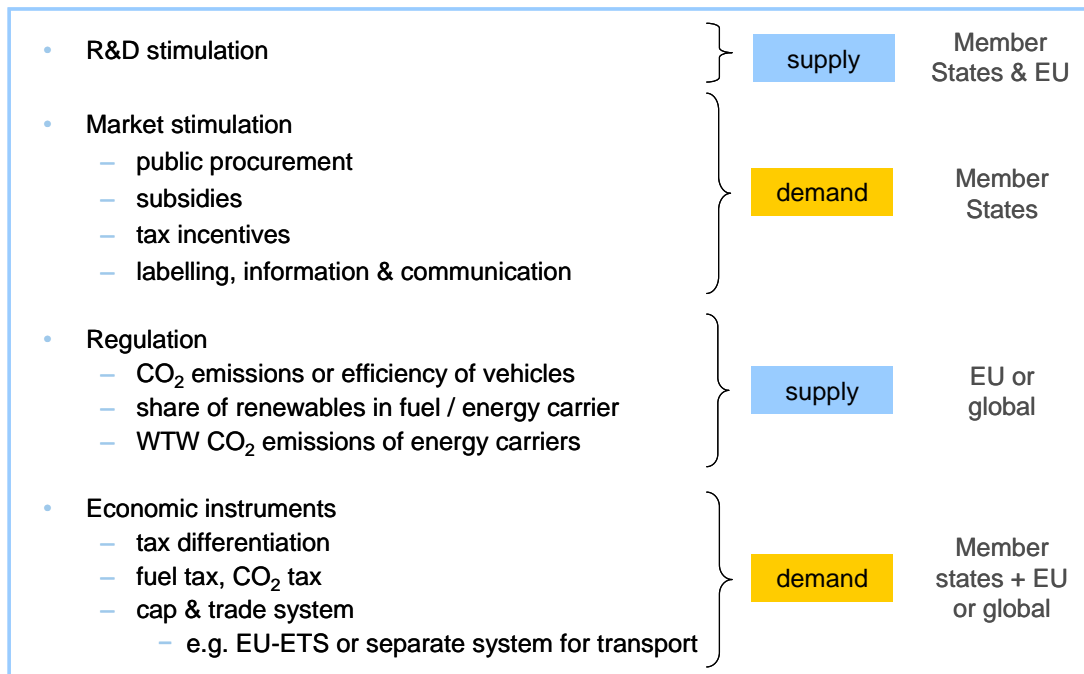 • R&D stimulation
supply
Member
States & EU
• Market stimulation
– public procurement
– subsidies
– tax incentives
– labelling, information & communication
demand
Member
States
• Regulation
– CO₂ emissions or efficiency of vehicles
– share of renewables in fuel / energy carrier
– WTW CO₂ emissions of energy carriers
supply
EU or
global
• Economic instruments
– tax differentiation
– fuel tax, CO₂ tax
– cap & trade system
– e.g. EU-ETS or separate system for transport
demand
Member
states + EU
or global